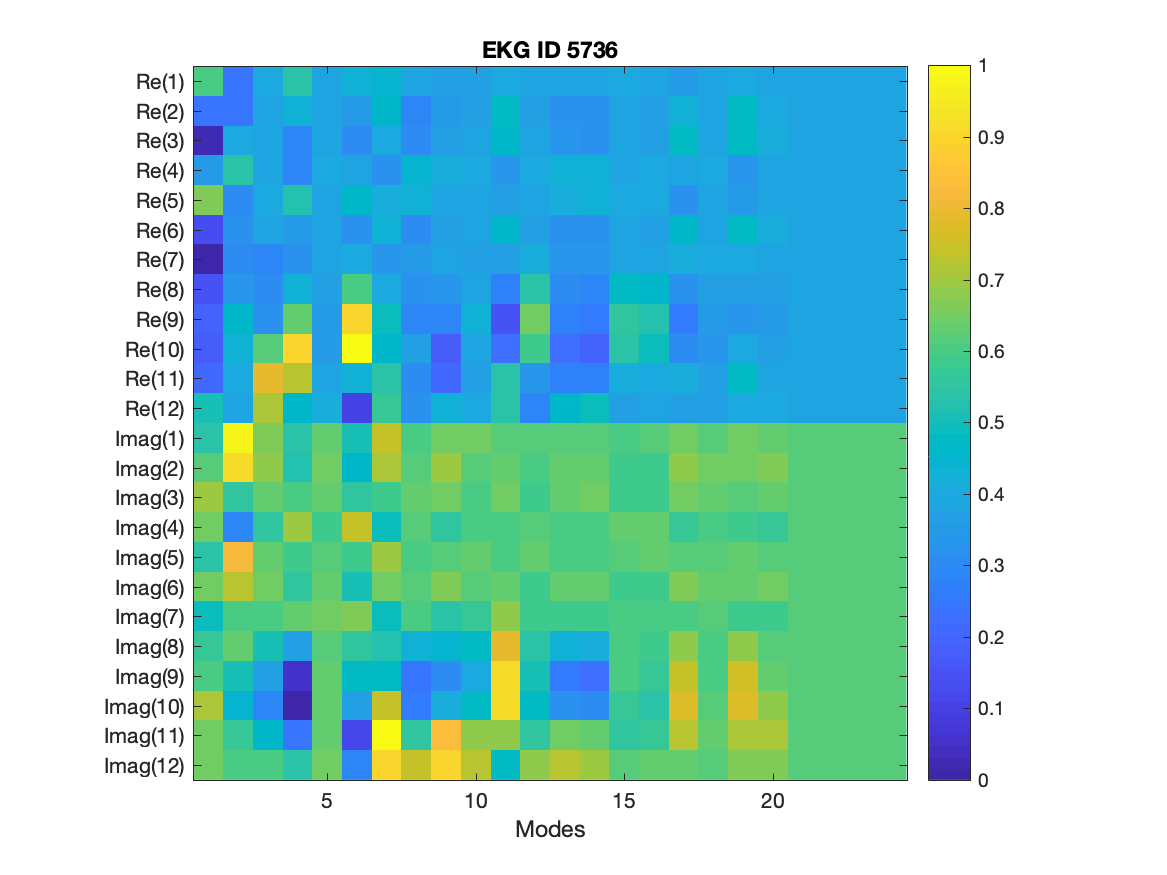 EKG ID 5736
Re(1)
Re(2)
Re(3)
Re(4)
Re(5)
Re(6)
Re(7)
Re(8)
Re(9)
Re(10)
Re(11)
Re(12)
Imag(1)
Imag(2)
Imag(3)
Imag(4)
Imag(5)
Imag(6)
Imag(7)
Imag(8)
Imag(9)
Imag(10)
Imag(11)
Imag(12)
5 10 15 20
Modes
1
0.9
0.8
0.7
0.6
0.5
0.4
0.3
0.2
0.1
0